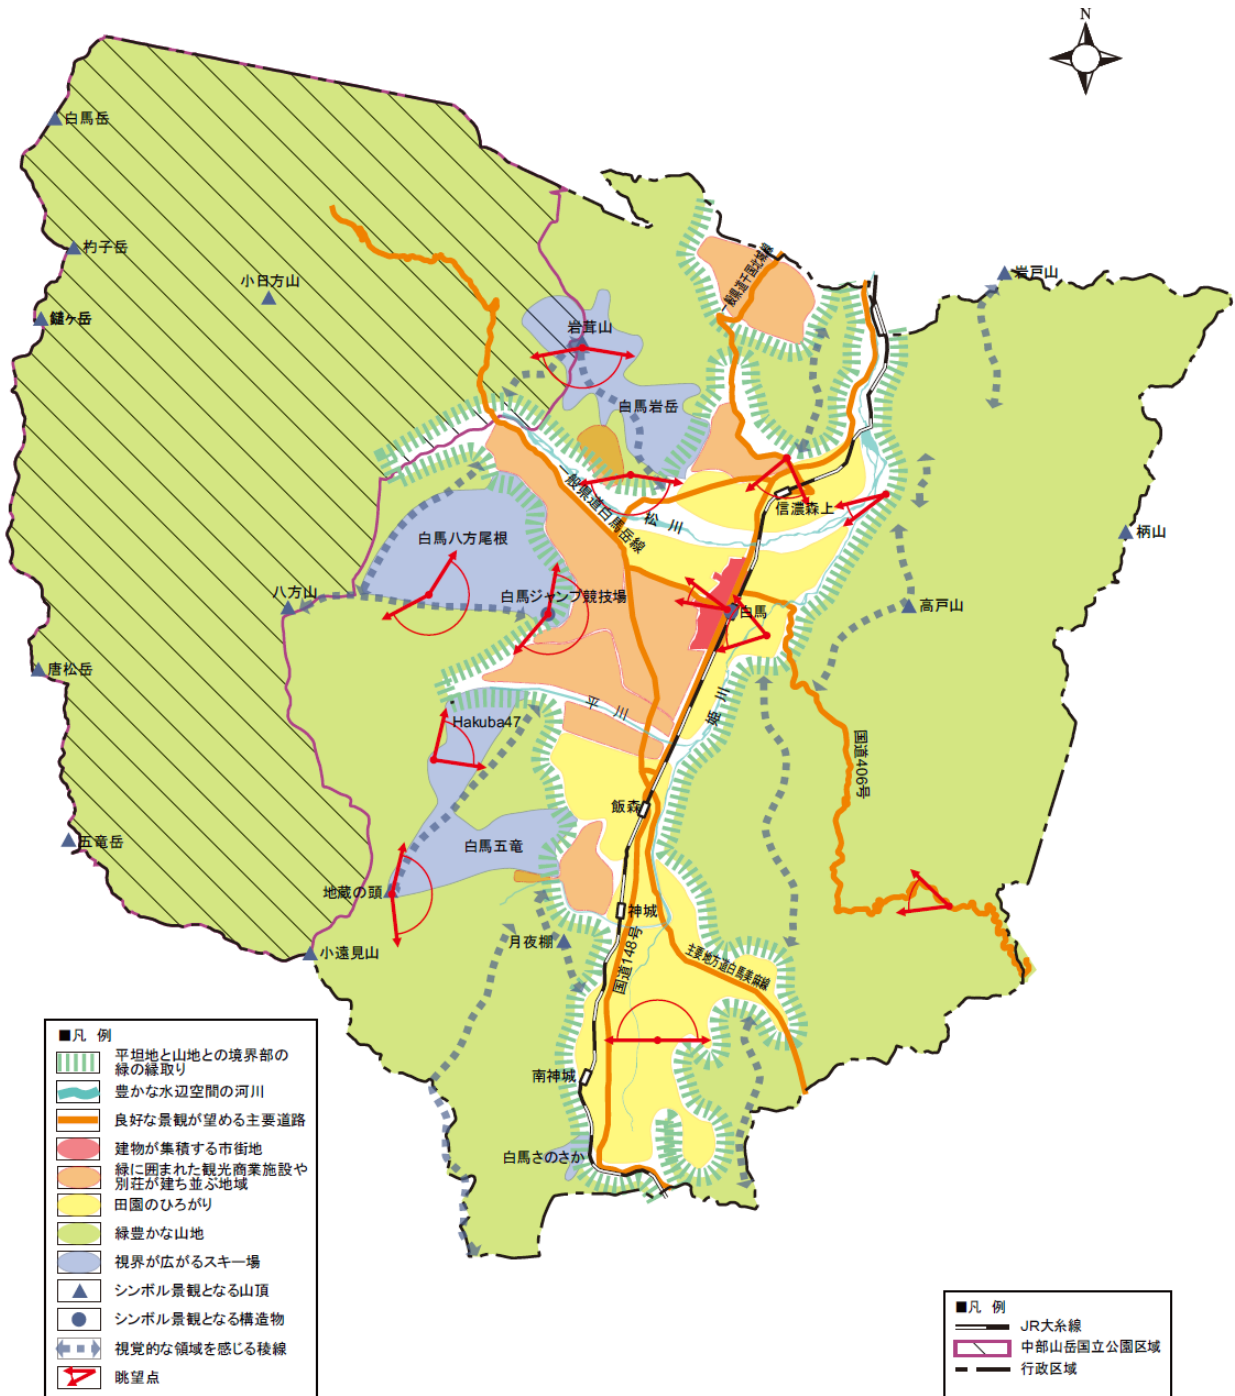 N
白馬岳
杓子岳
小日方山
鑓ヶ岳
岩茸山
一般県道千国北城線
岩戸山
白馬岩岳
一般県道白馬岳線
松川
信濃森上
柄山
白馬八方尾根
八方山
白馬ジャンプ競技場
白馬
高戸山
唐松岳
平川
姫川
Hakuba47
国道406号
飯森
五竜岳
白馬五竜
地蔵の頭
神城
月夜棚
小遠見山
国道148号
主要地方道白馬美麻線
南神城
白馬さのさか
■凡 例
平坦地と山地との境界部の
緑の縁取り
豊かな水辺空間の河川
良好な景観が望める主要道路
建物が集積する市街地
緑に囲まれた観光商業施設や
別荘が建ち並ぶ地域
田園のひろがり
緑豊かな山地
視界が広がるスキー場
シンボル景観となる山頂
シンボル景観となる構造物
視覚的な領域を感じる稜線
眺望点
■凡 例
JR大糸線
中部山岳国立公園区域
行政区域